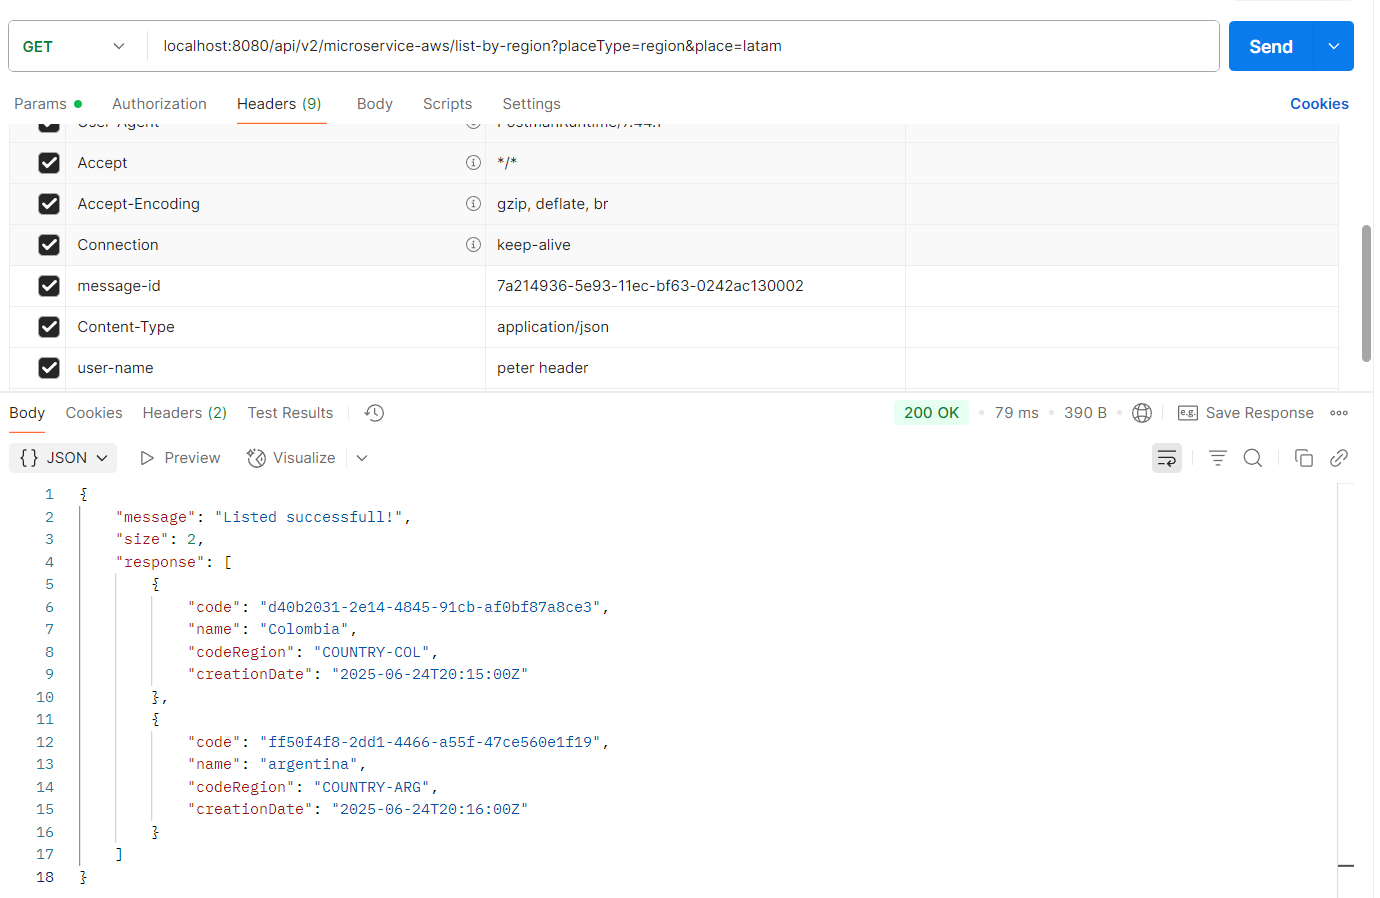 GET localhost:8080/api/v2/microservice-aws/list-by-region?placeType=region&place=latam Send
Params Authorization Headers (9) Body Scripts Settings Cookies
User-Agent PostmanRuntime/7.44.1
Accept */*
Accept-Encoding gzip, deflate, br
Connection keep-alive
message-id 7a214936-5e93-11ec-bf63-0242ac130002
Content-Type application/json
user-name peter header
Body Cookies Headers (2) Test Results 200 OK 79 ms 390 B e.g. Save Response
{} JSON Preview Visualize
1 {
2 "message": "Listed successfull!",
3 "size": 2,
4 "response": [
5 {
6 "code": "d40b2031-2e14-4845-91cb-af0bf87a8ce3",
7 "name": "Colombia",
8 "codeRegion": "COUNTRY-COL",
9 "creationDate": "2025-06-24T20:15:00Z"
10 },
11 {
12 "code": "ff50f4f8-2dd1-4466-a55f-47ce560e1f19",
13 "name": "argentina",
14 "codeRegion": "COUNTRY-ARG",
15 "creationDate": "2025-06-24T20:16:00Z"
16 }
17 ]
18 }